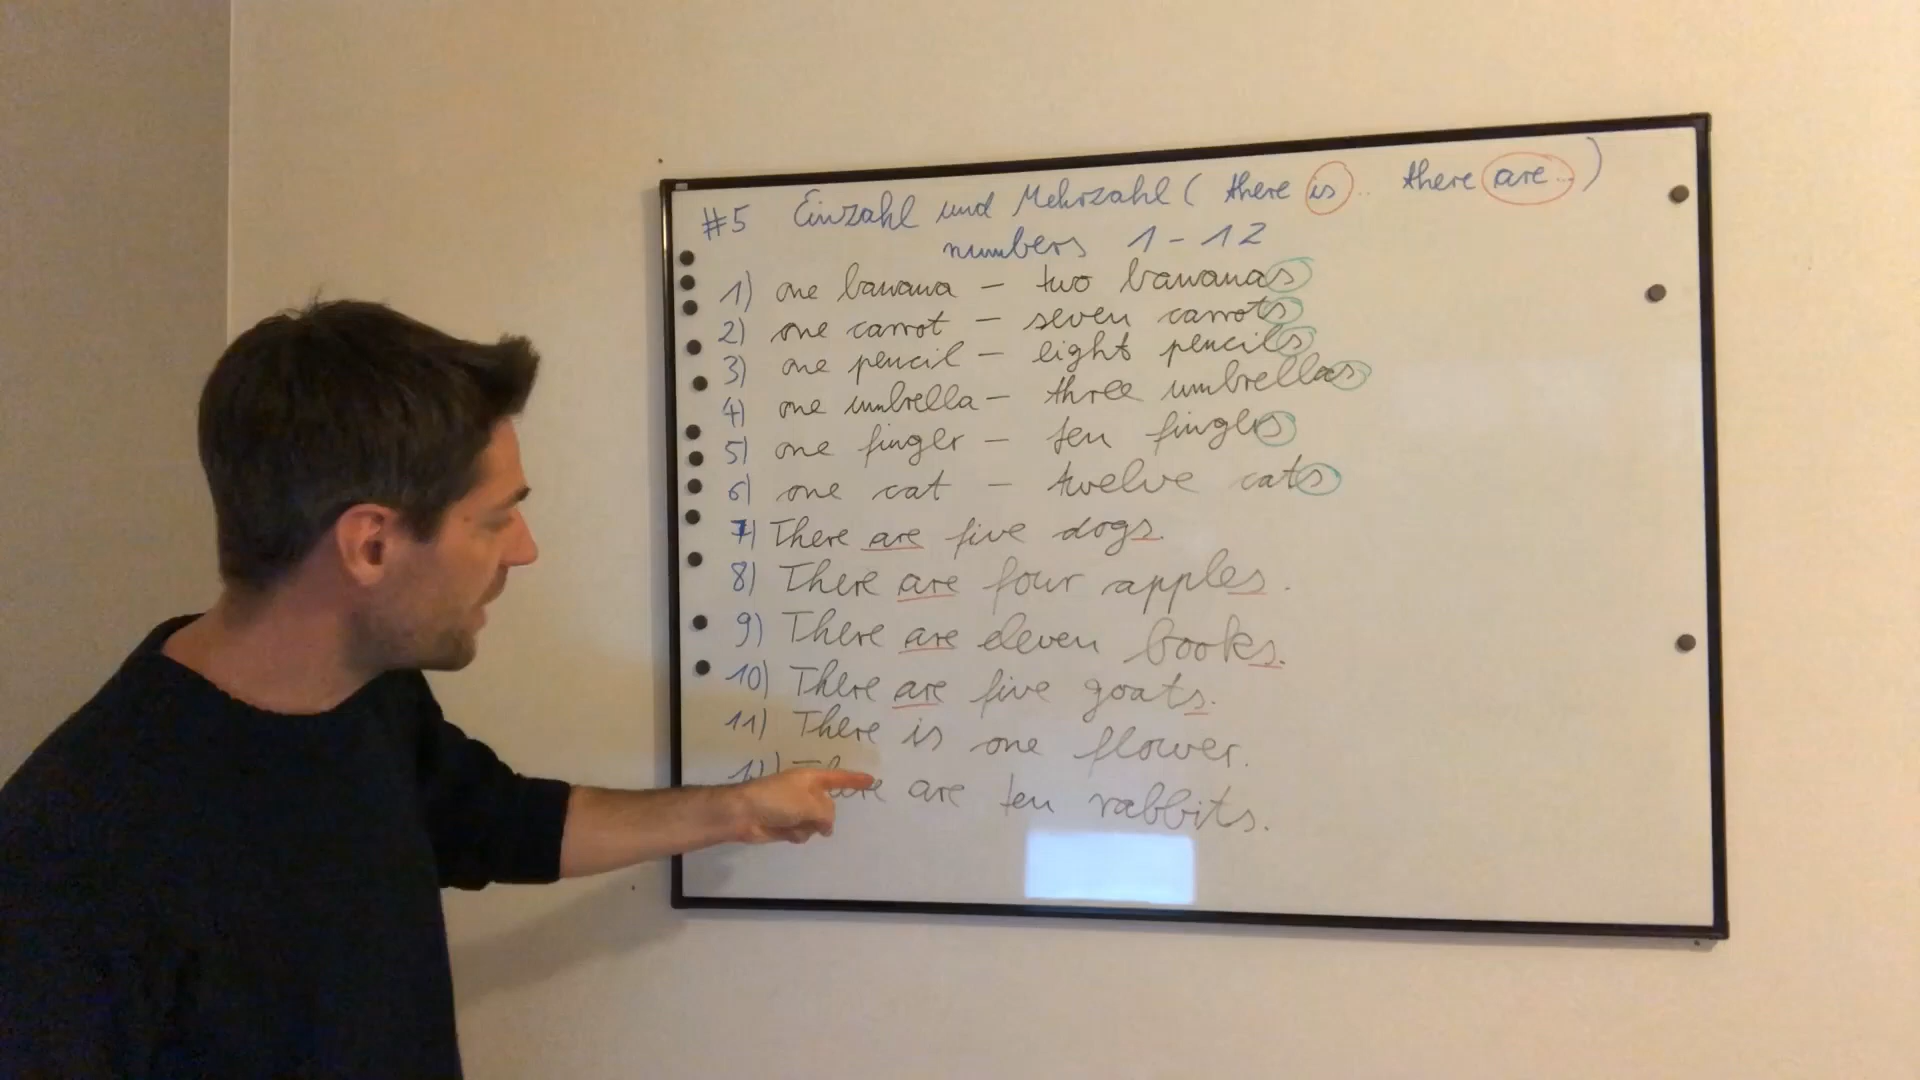 #5 Einzahl und Mehrzahl ( there is.. there are...)
numbers 1-12
1) one banana – two bananas
2) one carrot – seven carrots
3) one pencil – eight pencils
4) one umbrella – three umbrellas
5) one finger – ten fingers
6) one cat – twelve cats
7) There are five dogs.
8) There are four apples.
9) There are eleven books.
10) There are five goats.
11) There is one flower.
12) There are ten rabbits.